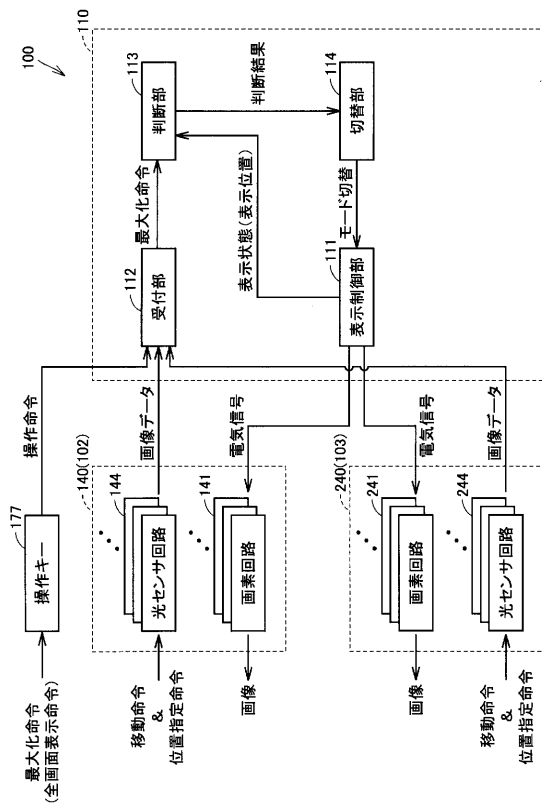 100
110
最大化命令
(全画面表示命令)
177
操作キー
操作命令
140(102)
移動命令
&
位置指定命令
144
光センサ回路
画像データ
画像
141
画素回路
電気信号
240(103)
画像
241
画素回路
電気信号
移動命令
&
位置指定命令
244
光センサ回路
画像データ
112
受付部
最大化命令
113
判断部
表示状態(表示位置)
判断結果
111
表示制御部
モード切替
114
切替部